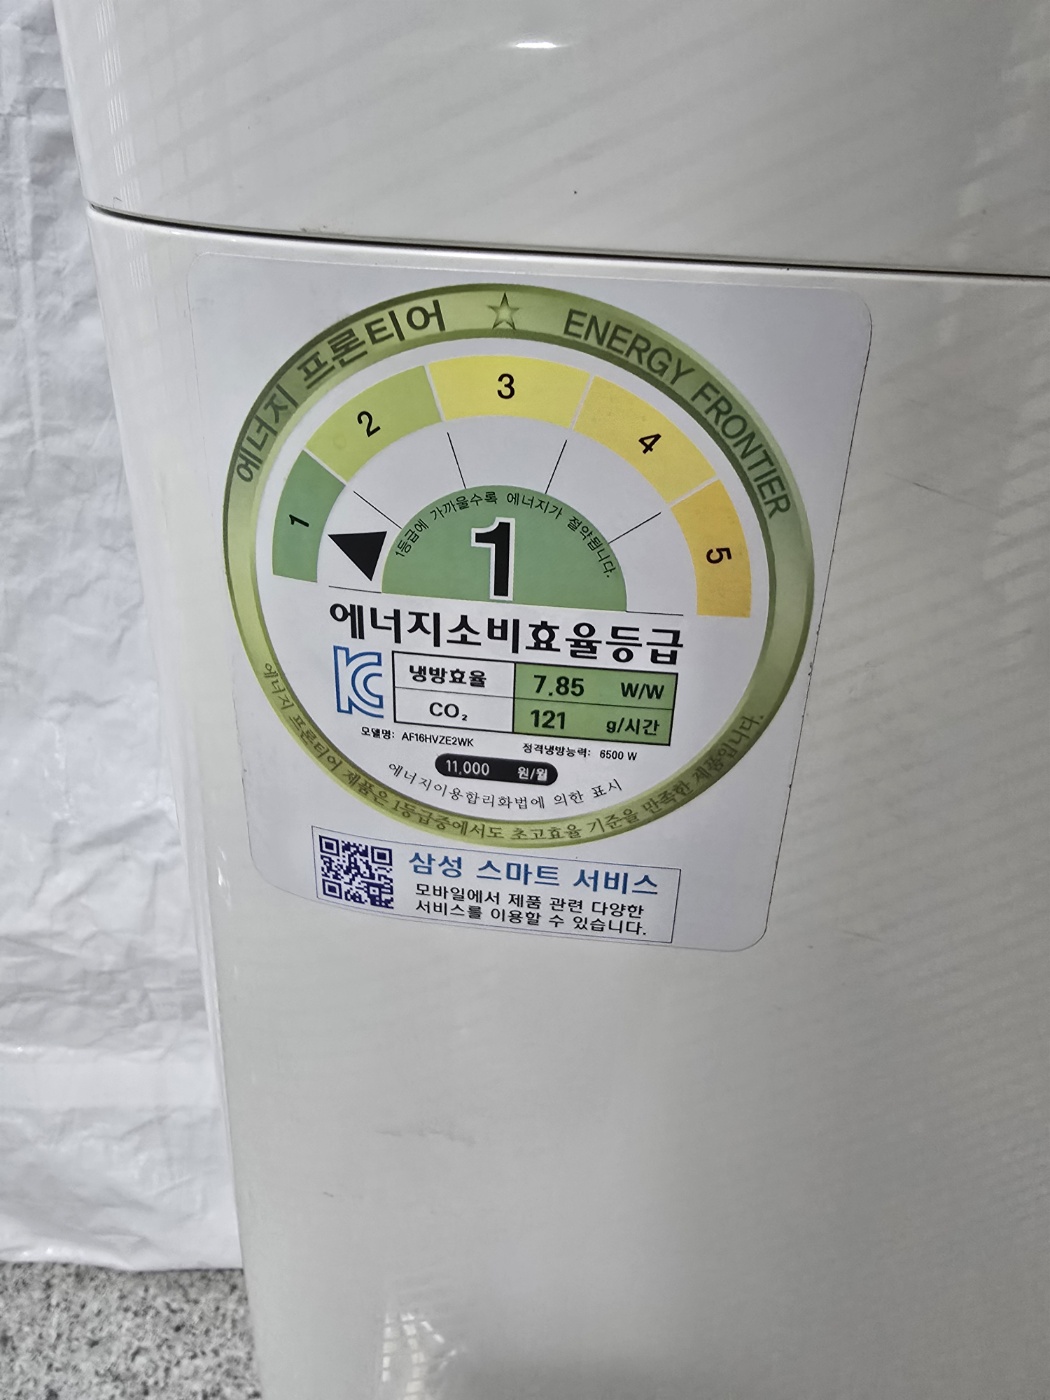 에너지 프론티어 ☆ ENERGY FRONTIER
1 2 3 4 5
1등급에 가까울수록 에너지가 절약됩니다.
1
에너지소비효율등급
냉방효율 7.85 W/W
CO₂ 121 g/시간
모델명: AF16HVZE2WK 정격냉방능력: 6500 W
11,000 원/월
에너지이용합리화법에 의한 표시
에너지 프론티어 제품은 1등급중에서도 초고효율 기준을 만족한 제품입니다.
삼성 스마트 서비스
모바일에서 제품 관련 다양한
서비스를 이용할 수 있습니다.